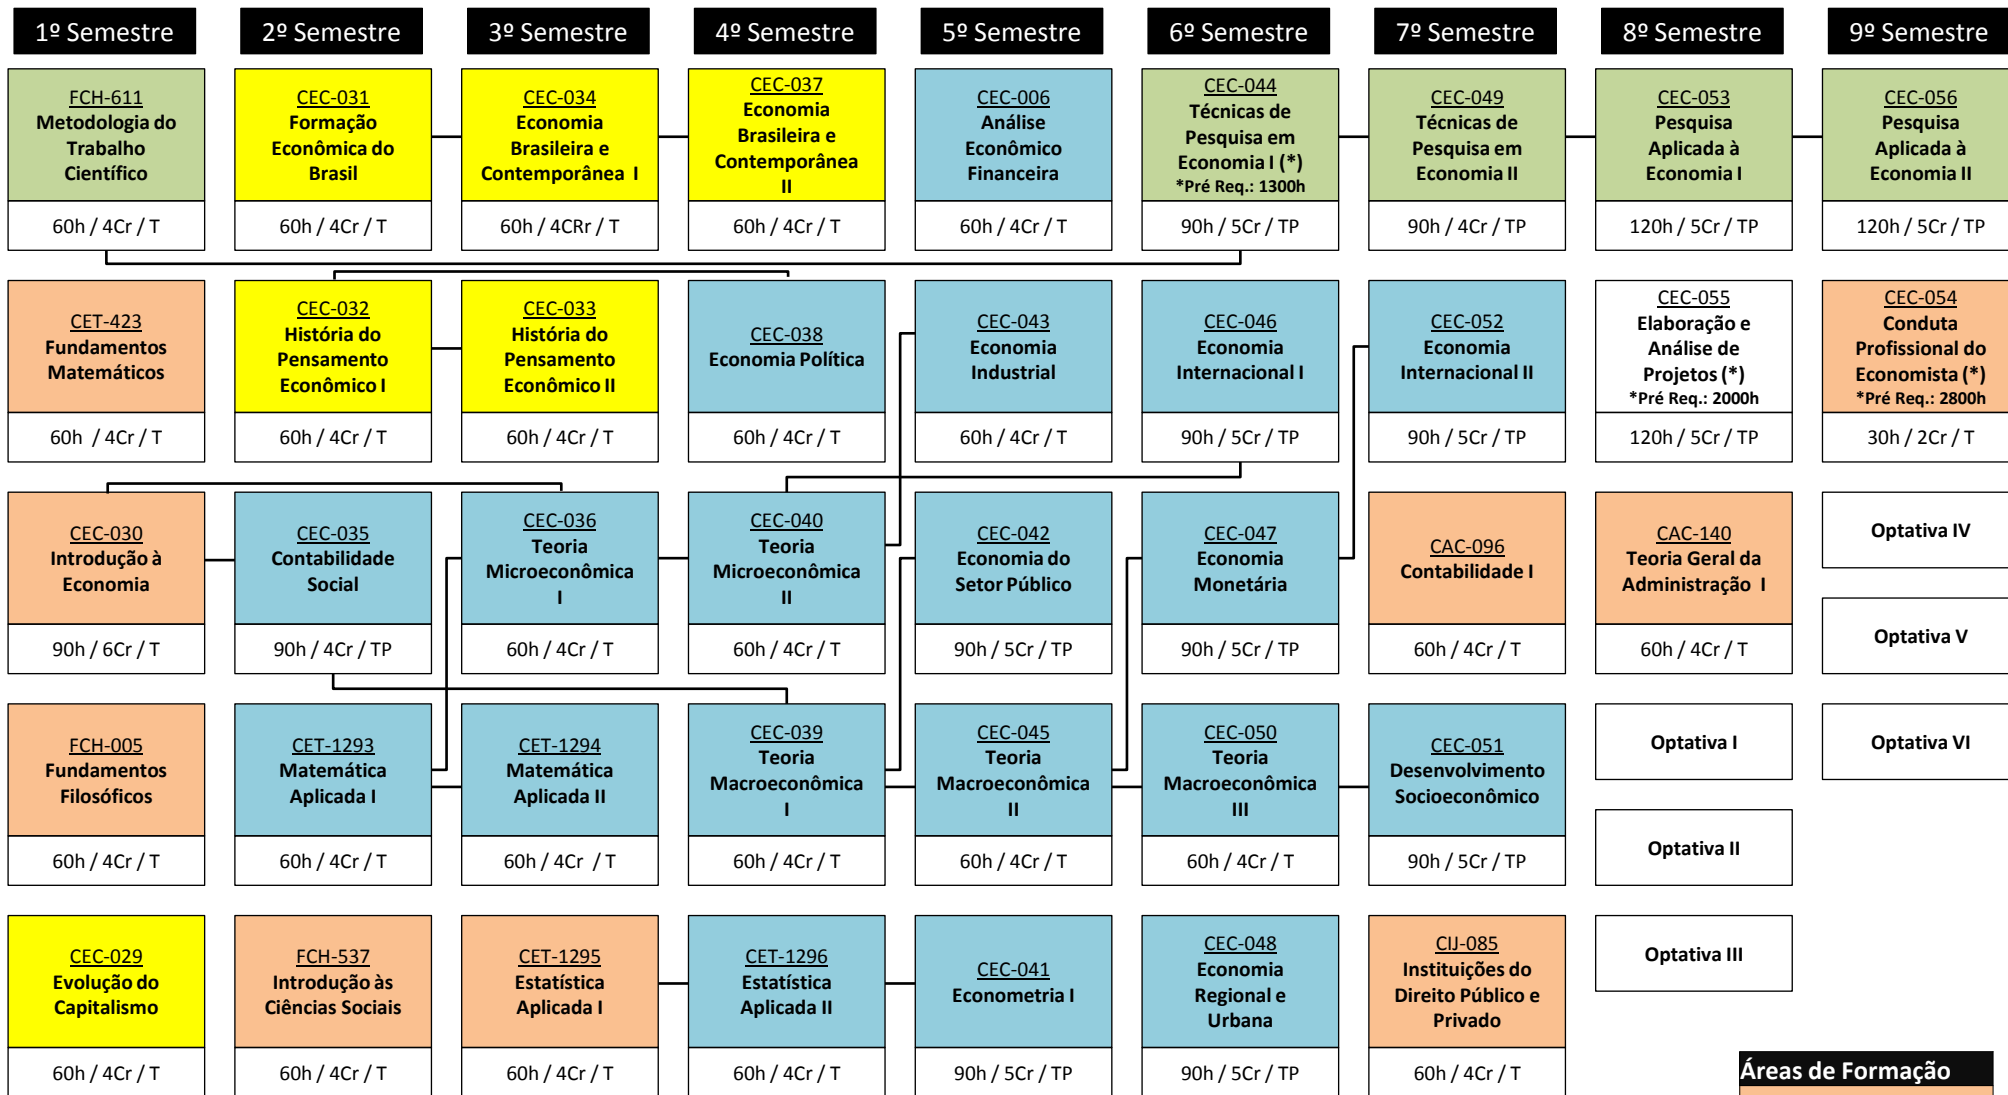 1º Semestre
2º Semestre
3º Semestre
4º Semestre
5º Semestre
6º Semestre
7º Semestre
8º Semestre
9º Semestre
FCH-611
Metodologia do
Trabalho
Científico
60h / 4Cr / T
CEC-031
Formação
Econômica do
Brasil
60h / 4Cr / T
CEC-034
Economia
Brasileira e
Contemporânea I
60h / 4CRr / T
CEC-037
Economia
Brasileira e
Contemporânea
II
60h / 4Cr / T
CEC-006
Análise
Econômico
Financeira
60h / 4Cr / T
CEC-044
Técnicas de
Pesquisa em
Economia I (*)
*Pré Req.: 1300h
90h / 5Cr / TP
CEC-049
Técnicas de
Pesquisa em
Economia II
90h / 4Cr / TP
CEC-053
Pesquisa
Aplicada à
Economia I
120h / 5Cr / TP
CEC-056
Pesquisa
Aplicada à
Economia II
120h / 5Cr / TP
CET-423
Fundamentos
Matemáticos
60h / 4Cr / T
CEC-032
História do
Pensamento
Econômico I
60h / 4Cr / T
CEC-033
História do
Pensamento
Econômico II
60h / 4Cr / T
CEC-038
Economia Política
60h / 4Cr / T
CEC-043
Economia
Industrial
60h / 4Cr / T
CEC-046
Economia
Internacional I
90h / 5Cr / TP
CEC-052
Economia
Internacional II
90h / 5Cr / TP
CEC-055
Elaboração e
Análise de
Projetos (*)
*Pré Req.: 2000h
120h / 5Cr / TP
CEC-054
Conduta
Profissional do
Economista (*)
*Pré Req.: 2800h
30h / 2Cr / T
CEC-030
Introdução à
Economia
90h / 6Cr / T
CEC-035
Contabilidade
Social
90h / 4Cr / TP
CEC-036
Teoria
Microeconômica
I
60h / 4Cr / T
CEC-040
Teoria
Microeconômica
II
60h / 4Cr / T
CEC-042
Economia do
Setor Público
90h / 5Cr / TP
CEC-047
Economia
Monetária
90h / 5Cr / TP
CAC-096
Contabilidade I
60h / 4Cr / T
CAC-140
Teoria Geral da
Administração I
60h / 4Cr / T
Optativa IV
Optativa V
FCH-005
Fundamentos
Filosóficos
60h / 4Cr / T
CET-1293
Matemática
Aplicada I
60h / 4Cr / T
CET-1294
Matemática
Aplicada II
60h / 4Cr / T
CEC-039
Teoria
Macroeconômica
I
60h / 4Cr / T
CEC-045
Teoria
Macroeconômica
II
60h / 4Cr / T
CEC-050
Teoria
Macroeconômica
III
60h / 4Cr / T
CEC-051
Desenvolvimento
Socioeconômico
90h / 5Cr / TP
Optativa I
Optativa II
Optativa VI
CEC-029
Evolução do
Capitalismo
60h / 4Cr / T
FCH-537
Introdução às
Ciências Sociais
60h / 4Cr / T
CET-1295
Estatística
Aplicada I
60h / 4Cr / T
CET-1296
Estatística
Aplicada II
60h / 4Cr / T
CEC-041
Econometria I
90h / 5Cr / TP
CEC-048
Economia
Regional e
Urbana
90h / 5Cr / TP
CIJ-085
Instituições do
Direito Público e
Privado
60h / 4Cr / T
Optativa III
Áreas de Formação